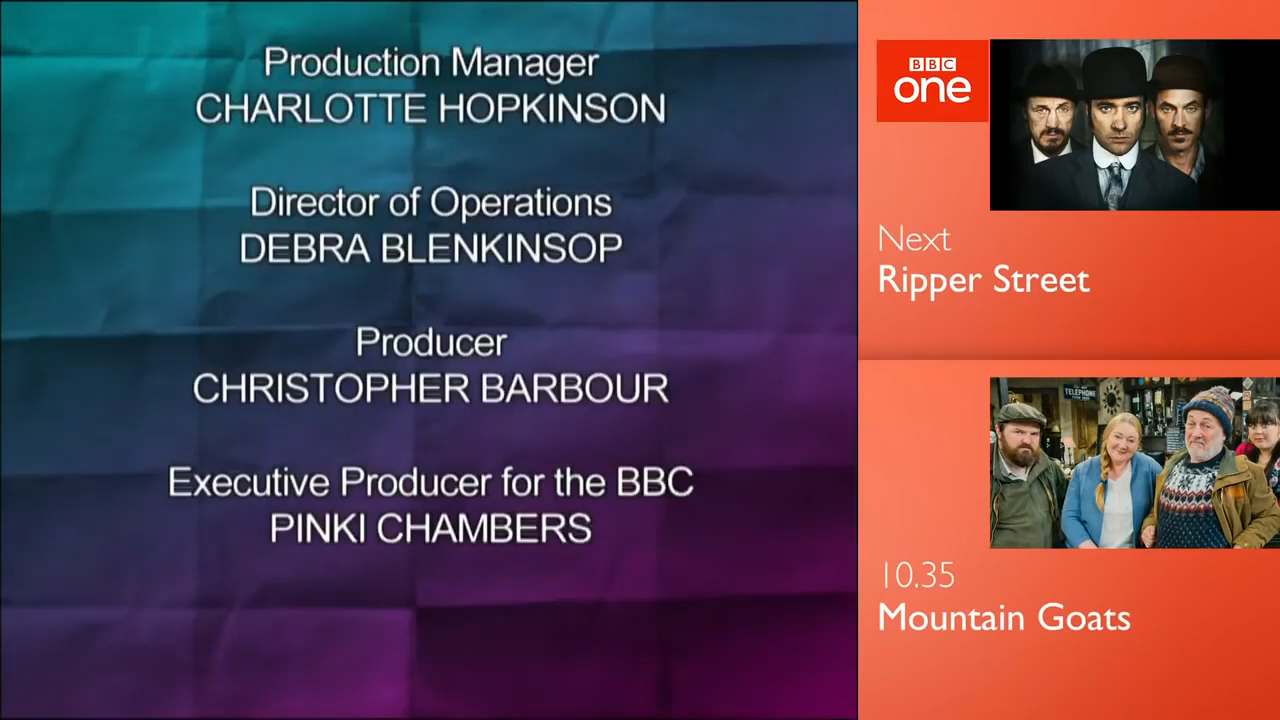 Production Manager
CHARLOTTE HOPKINSON
Director of Operations
DEBRA BLENKINSOP
Producer
CHRISTOPHER BARBOUR
Executive Producer for the BBC
PINKI CHAMBERS
BBC
one
Next
Ripper Street
TELEPHONE
10.35
Mountain Goats